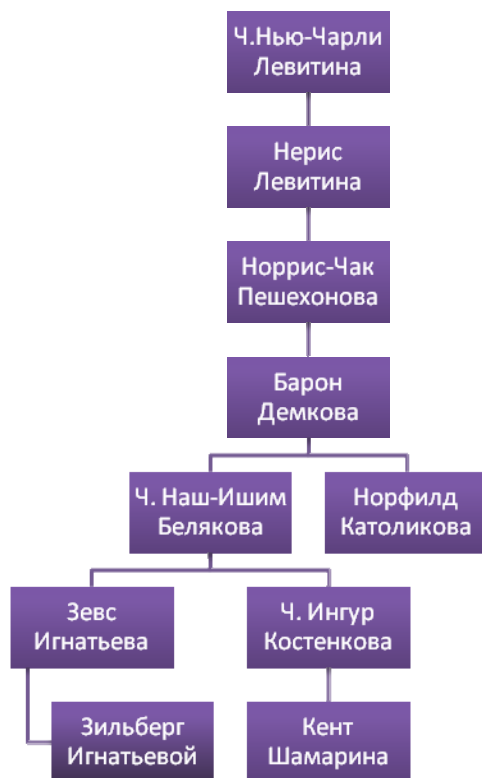 Ч.Нью-Чарли
Левитина
Нерис
Левитина
Норрис-Чак
Пешехонова
Барон
Демкова
Ч. Наш-Ишим
Белякова
Норфилд
Католикова
Зевс
Игнатьева
Ч. Ингур
Костенкова
Зильберг
Игнатьевой
Кент
Шамарина